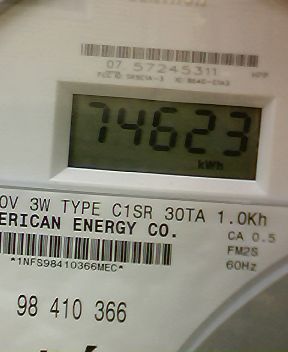 07 57245311
74623
kWh
0V 3W TYPE C1SR 30TA 1.0Kh
ERICAN ENERGY CO.
CA 0.5
FM2S
60Hz
*1NFS98410366MEC*
98 410 366